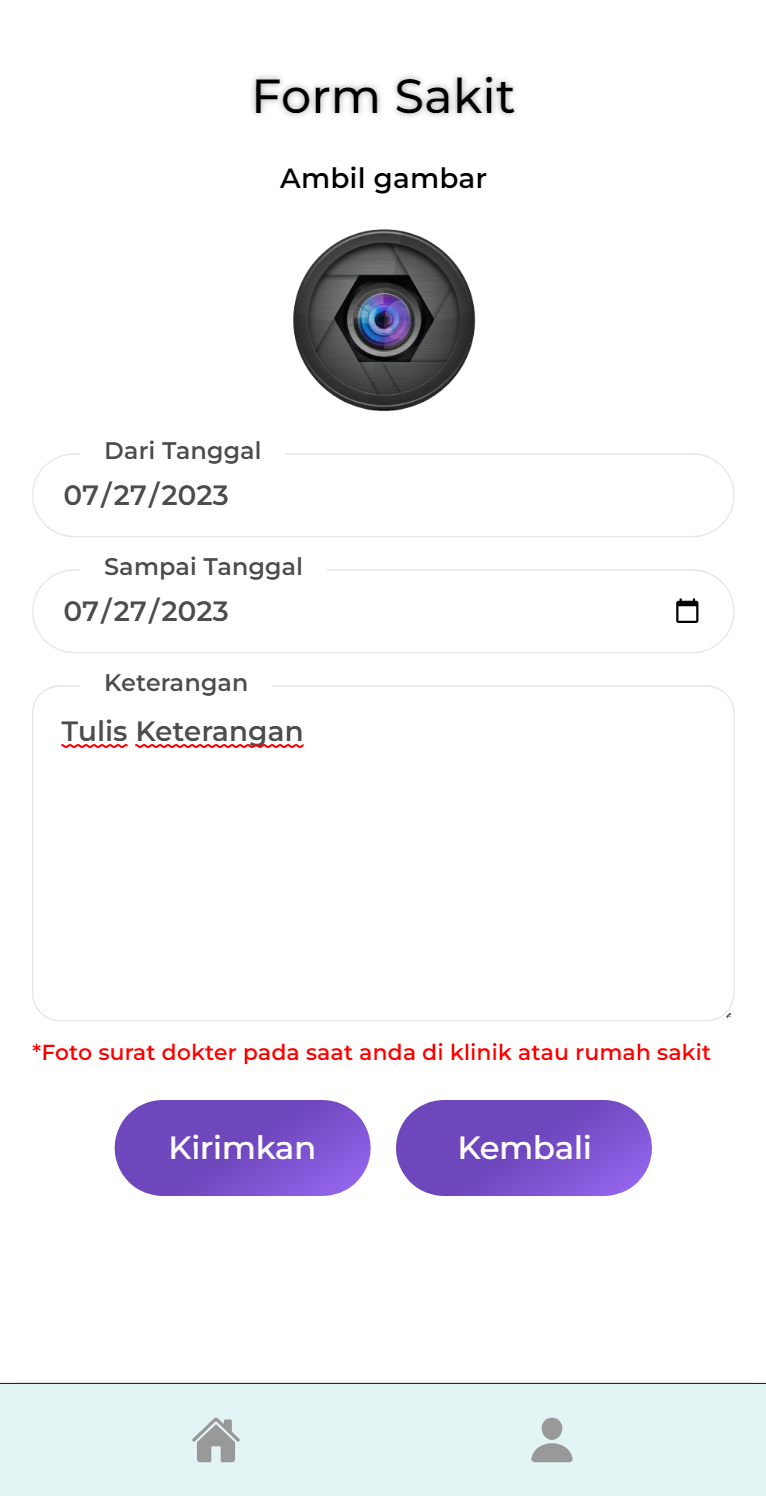 Form Sakit
Ambil gambar
Dari Tanggal
07/27/2023
Sampai Tanggal
07/27/2023
Keterangan
Tulis Keterangan
*Foto surat dokter pada saat anda di klinik atau rumah sakit
Kirimkan
Kembali